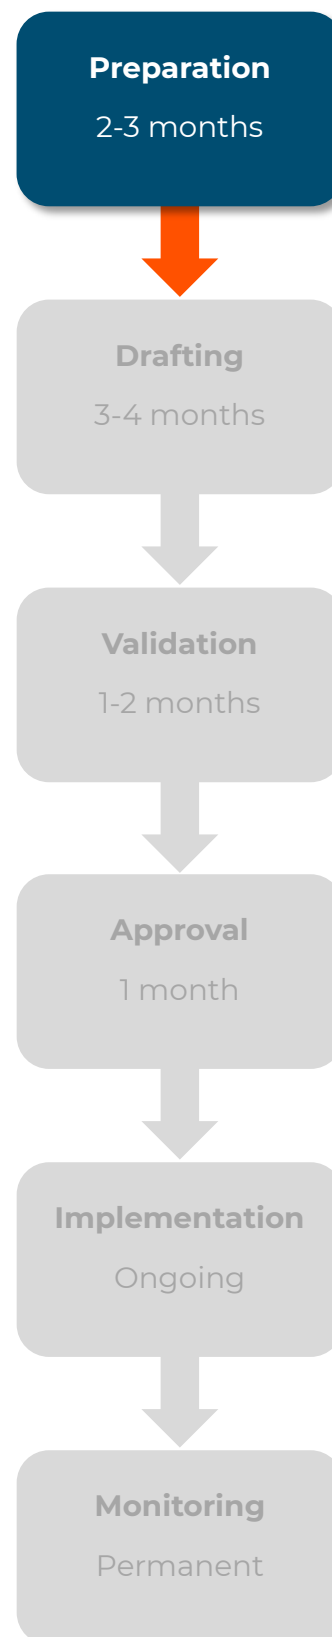 Preparation
2-3 months
Drafting
3-4 months
Validation
1-2 months
Approval
1 month
Implementation
Ongoing
Monitoring
Permanent